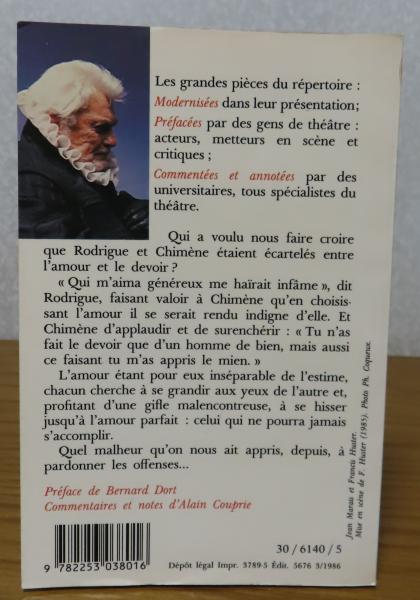 Les grandes pièces du répertoire :
Modernisées dans leur présentation;
Préfacées par des gens de théâtre :
acteurs, metteurs en scène et
critiques ;
Commentées et annotées par des
universitaires, tous spécialistes du
théâtre.
Qui a voulu nous faire croire
que Rodrigue et Chimène étaient écartelés entre
l'amour et le devoir ?
« Qui m'aima généreux me haïrait infâme », dit
Rodrigue, faisant valoir à Chimène qu'en choisis-
sant l'amour il se serait rendu indigne d'elle. Et
Chimène d'applaudir et de surenchérir : « Tu n'as
fait le devoir que d'un homme de bien, mais aussi
ce faisant tu m'as appris le mien. »
L'amour étant pour eux inséparable de l'estime,
chacun cherche à se grandir aux yeux de l'autre et,
profitant d'une gifle malencontreuse, à se hisser
jusqu'à l'amour parfait : celui qui ne pourra jamais
s'accomplir.
Quel malheur qu'on nous ait appris, depuis, à
pardonner les offenses...
Préface de Bernard Dort
Commentaires et notes d'Alain Couprie
Jean Marais et Francis Huster.
Mise en scène de F. Huster (1985). Photo Ph. Coqueux.
30 / 6140 / 5
9 782253 038016
Dépôt légal Impr. 3789-5 Édit. 5676 3/1986